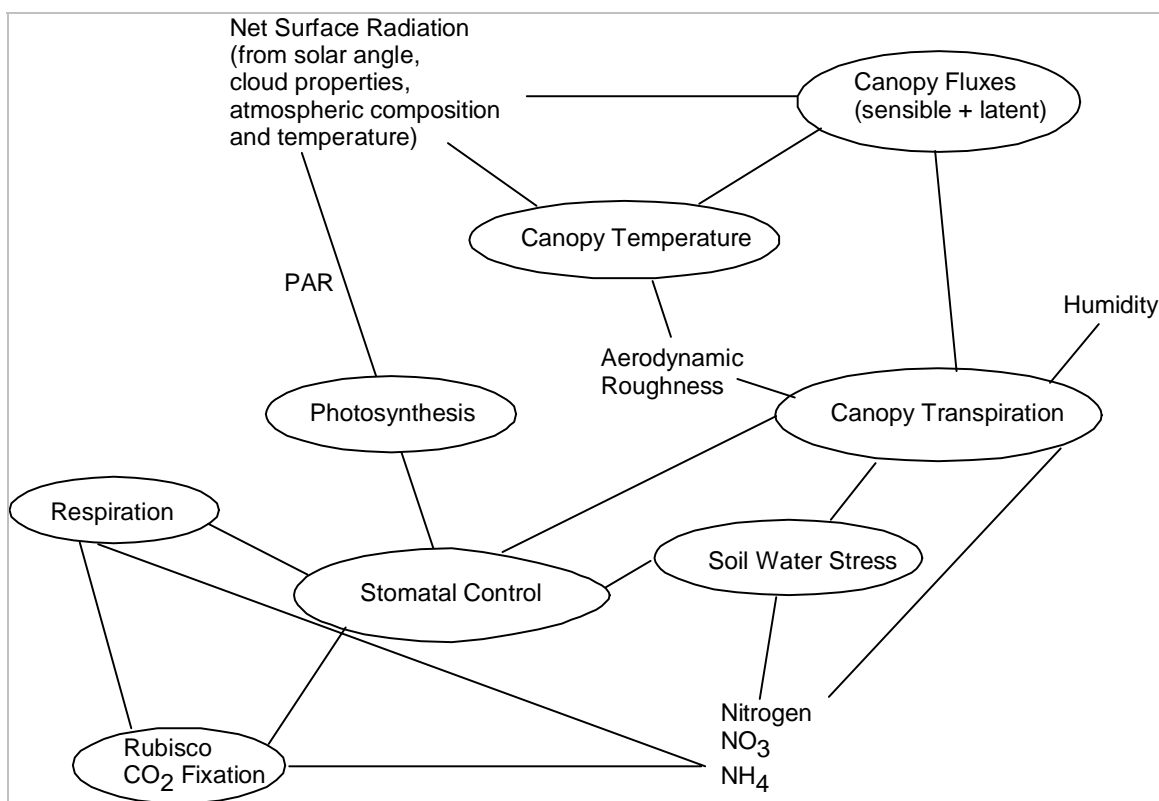 Net Surface Radiation
(from solar angle,
cloud properties,
atmospheric composition
and temperature)
Canopy Fluxes
(sensible + latent)
Canopy Temperature
PAR
Humidity
Aerodynamic
Roughness
Photosynthesis
Canopy Transpiration
Respiration
Soil Water Stress
Stomatal Control
Nitrogen
NO3
NH4
Rubisco
CO2 Fixation